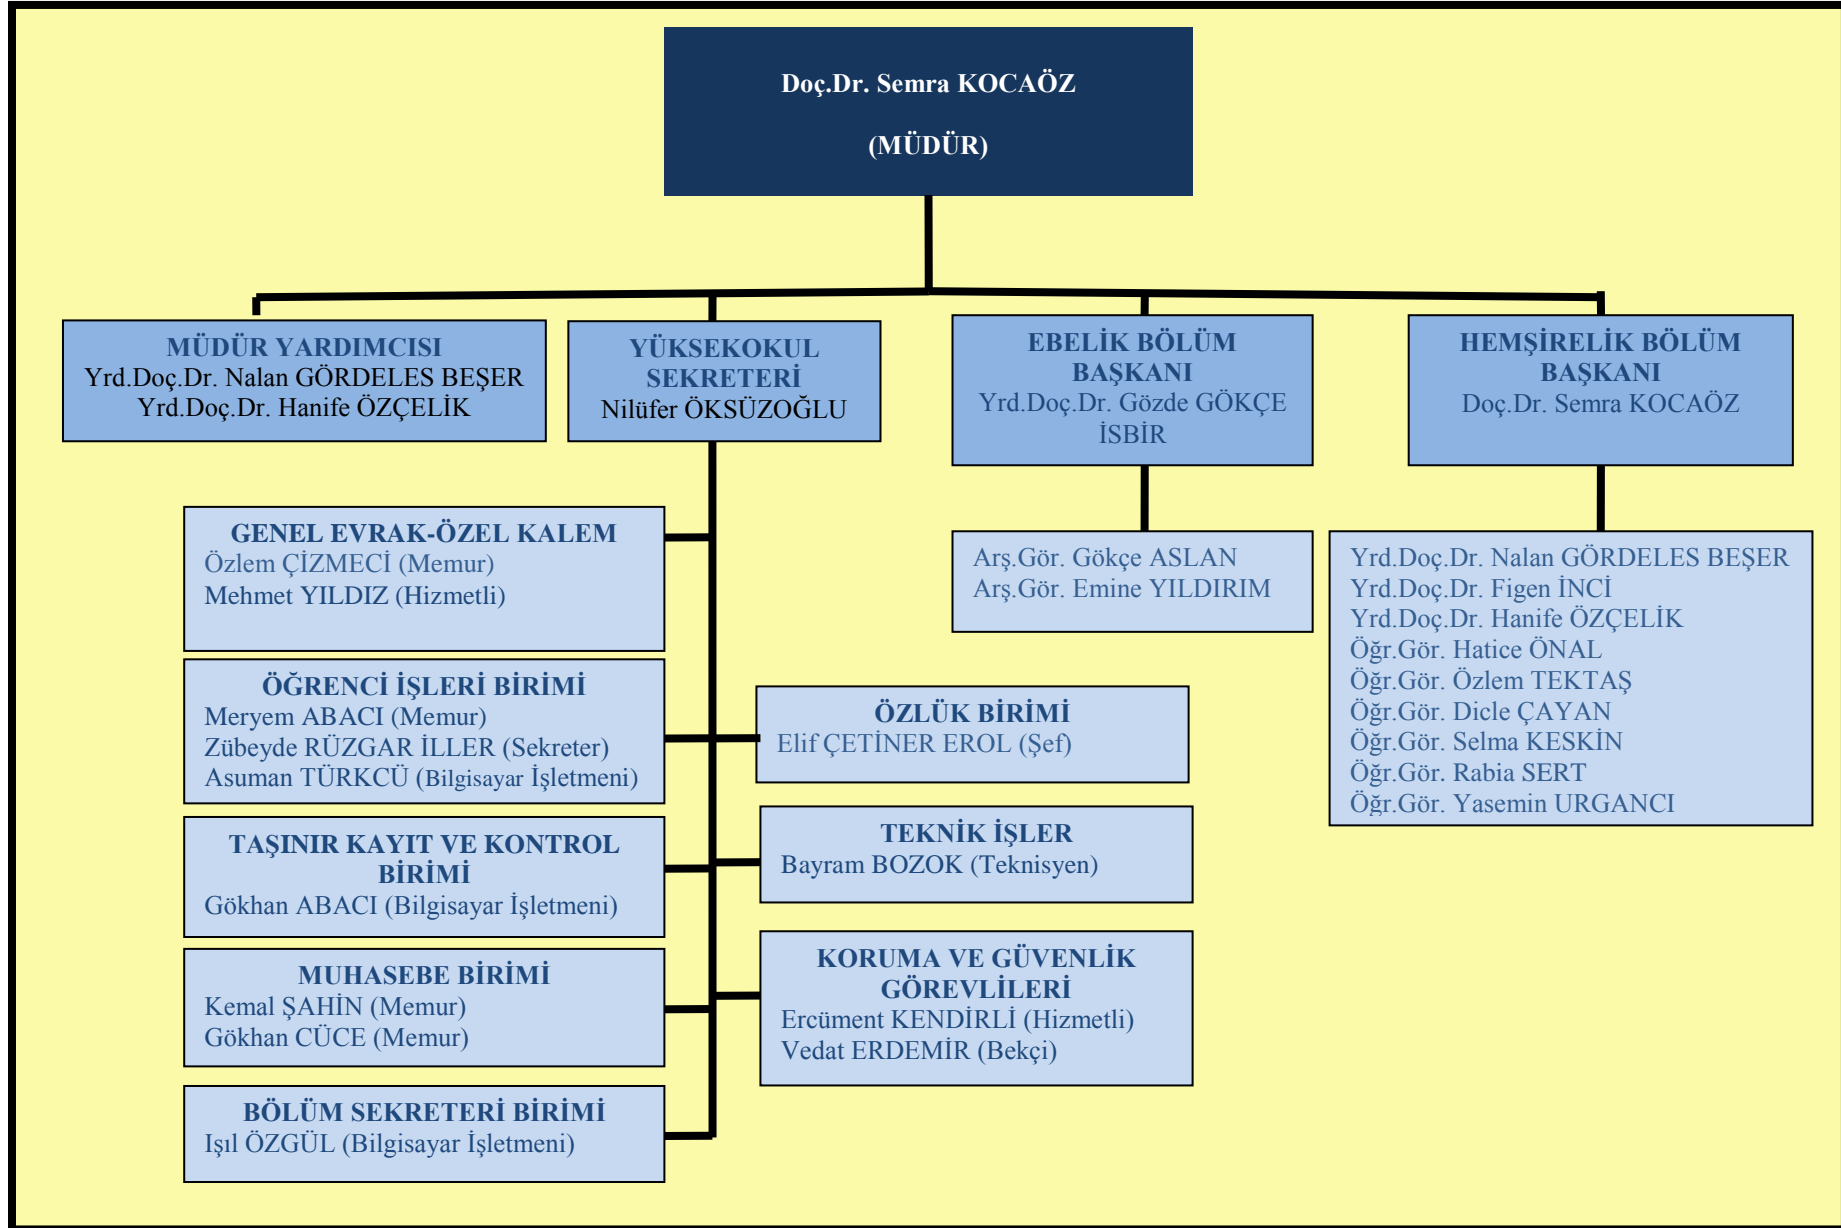 Doç.Dr. Semra KOCAÖZ
(MÜDÜR)
MÜDÜR YARDIMCISI
Yrd.Doç.Dr. Nalan GÖRDELES BEŞER
Yrd.Doç.Dr. Hanife ÖZÇELİK
YÜKSEKOKUL
SEKRETERİ
Nilüfer ÖKSÜZOĞLU
EBELİK BÖLÜM
BAŞKANI
Yrd.Doç.Dr. Gözde GÖKÇE
İSBİR
HEMŞİRELİK BÖLÜM
BAŞKANI
Doç.Dr. Semra KOCAÖZ
GENEL EVRAK-ÖZEL KALEM
Özlem ÇİZMECİ (Memur)
Mehmet YILDIZ (Hizmetli)
ÖĞRENCİ İŞLERİ BİRİMİ
Meryem ABACI (Memur)
Zübeyde RÜZGAR İLLER (Sekreter)
Asuman TÜRKCÜ (Bilgisayar İşletmeni)
TAŞINIR KAYIT VE KONTROL
BİRİMİ
Gökhan ABACI (Bilgisayar İşletmeni)
MUHASEBE BİRİMİ
Kemal ŞAHİN (Memur)
Gökhan CÜCE (Memur)
BÖLÜM SEKRETERİ BİRİMİ
Işıl ÖZGÜL (Bilgisayar İşletmeni)
ÖZLÜK BİRİMİ
Elif ÇETİNER EROL (Şef)
TEKNİK İŞLER
Bayram BOZOK (Teknisyen)
KORUMA VE GÜVENLİK
GÖREVLİLERİ
Ercüment KENDİRLİ (Hizmetli)
Vedat ERDEMİR (Bekçi)
Arş.Gör. Gökçe ASLAN
Arş.Gör. Emine YILDIRIM
Yrd.Doç.Dr. Nalan GÖRDELES BEŞER
Yrd.Doç.Dr. Figen İNCİ
Yrd.Doç.Dr. Hanife ÖZÇELİK
Öğr.Gör. Hatice ÖNAL
Öğr.Gör. Özlem TEKTAŞ
Öğr.Gör. Dicle ÇAYAN
Öğr.Gör. Selma KESKİN
Öğr.Gör. Rabia SERT
Öğr.Gör. Yasemin URGANCI